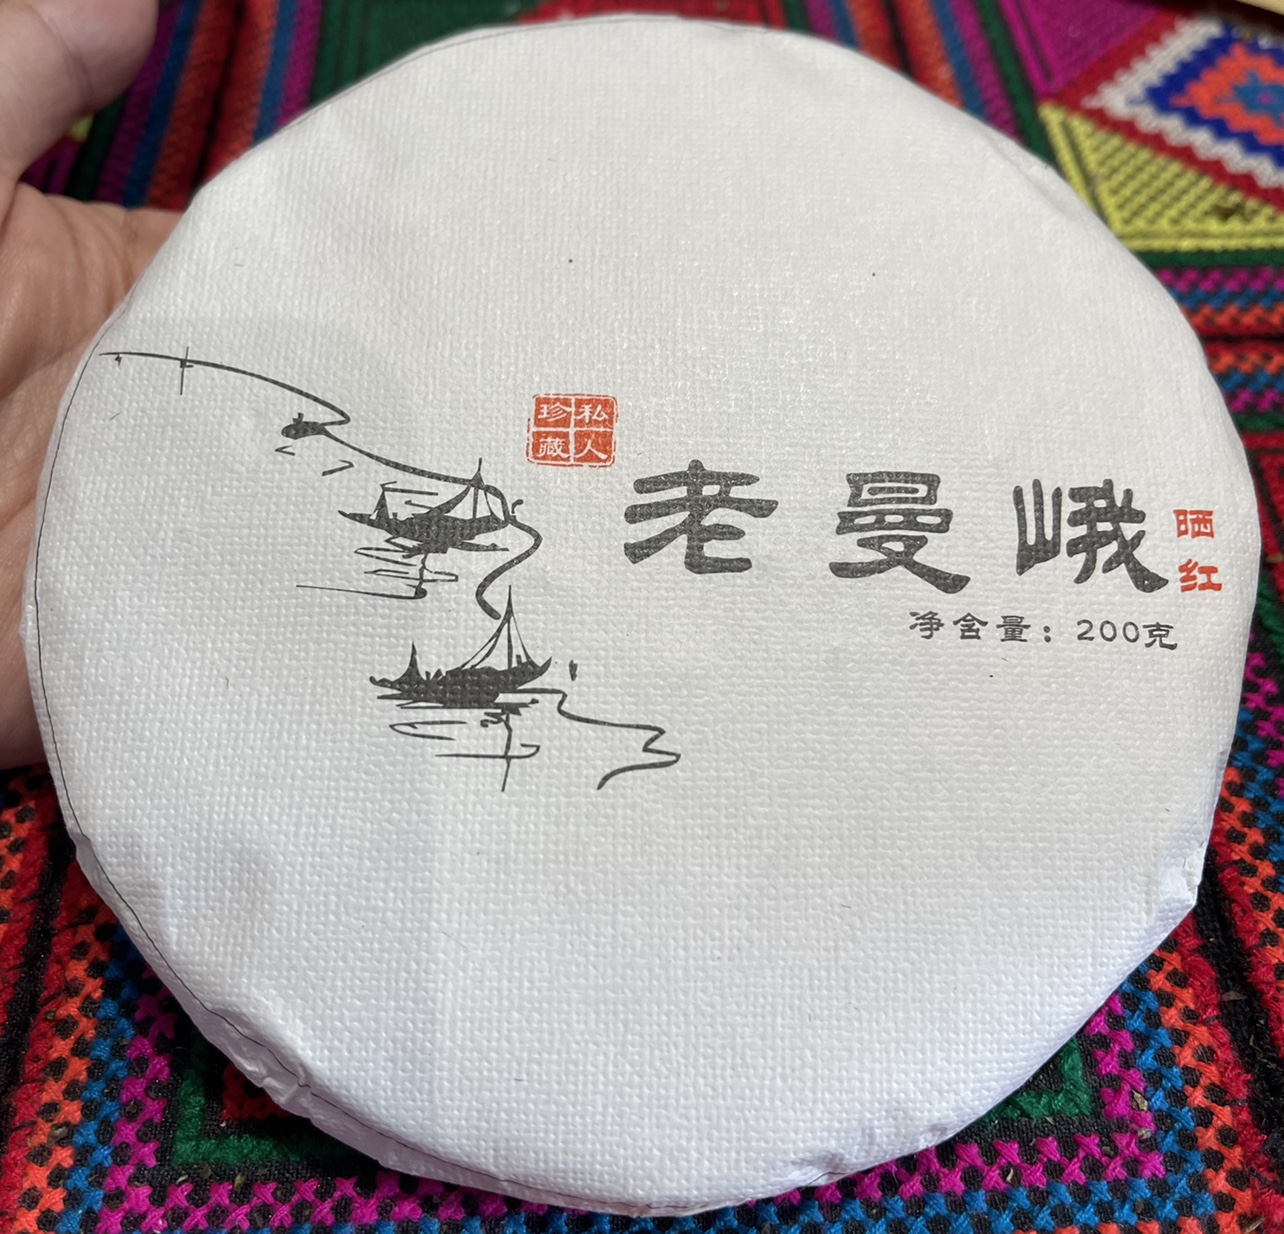 私人
珍藏
老曼峨
晒红
净含量：200克